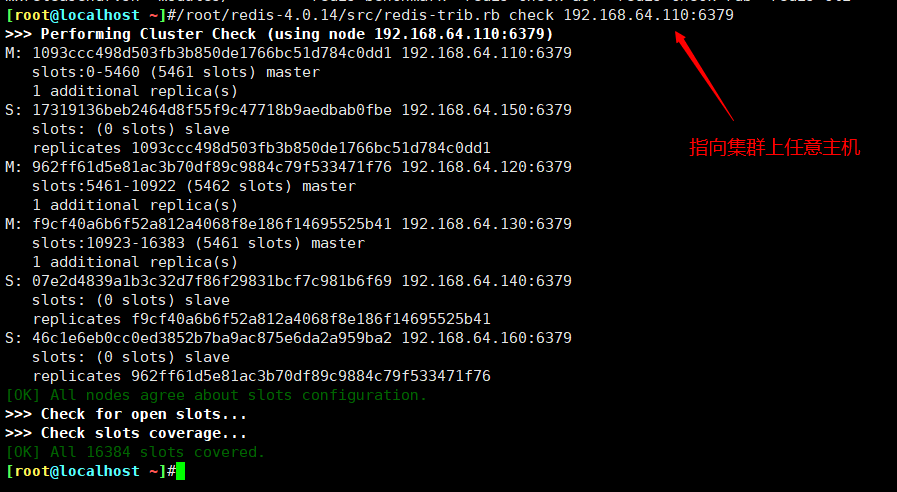 [root@localhost ~]#/root/redis-4.0.14/src/redis-trib.rb check 192.168.64.110:6379
>>> Performing Cluster Check (using node 192.168.64.110:6379)
M: 1093ccc498d503fb3b850de1766bc51d784c0dd1 192.168.64.110:6379
slots:0-5460 (5461 slots) master
1 additional replica(s)
S: 17319136beb2464d8f55f9c47718b9aedbab0fbe 192.168.64.150:6379
slots: (0 slots) slave
replicates 1093ccc498d503fb3b850de1766bc51d784c0dd1
指向集群上任意主机
M: 962ff61d5e81ac3b70df89c9884c79f533471f76 192.168.64.120:6379
slots:5461-10922 (5462 slots) master
1 additional replica(s)
M: f9cf40a6b6f52a812a4068f8e186f14695525b41 192.168.64.130:6379
slots:10923-16383 (5461 slots) master
1 additional replica(s)
S: 07e2d4839a1b3c32d7f86f29831bcf7c981b6f69 192.168.64.140:6379
slots: (0 slots) slave
replicates f9cf40a6b6f52a812a4068f8e186f14695525b41
S: 46c1e6eb0cc0ed3852b7ba9ac875e6da2a959ba2 192.168.64.160:6379
slots: (0 slots) slave
replicates 962ff61d5e81ac3b70df89c9884c79f533471f76
[OK] All nodes agree about slots configuration.
>>> Check for open slots...
>>> Check slots coverage...
[OK] All 16384 slots covered.
[root@localhost ~]#